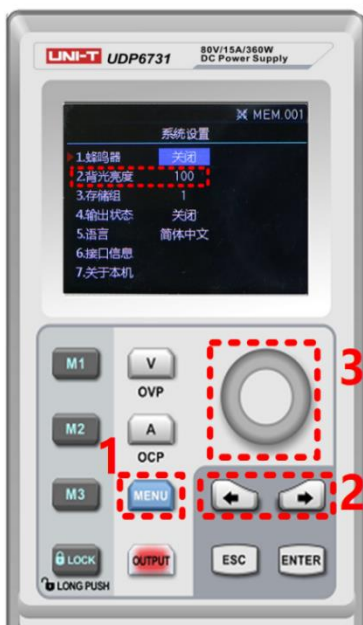 UNI-T UDP6731
80V/15A/360W
DC Power Supply
MEM.001
系统设置
1.蜂鸣器 关闭
2.背光亮度 100
3.存储组 1
4.输出状态 关闭
5.语言 简体中文
6.接口信息
7.关于本机
M1
V
OVP
3
M2
A
OCP
1
M3
MENU
2
LOCK
OUTPUT
ESC
ENTER
LONG PUSH